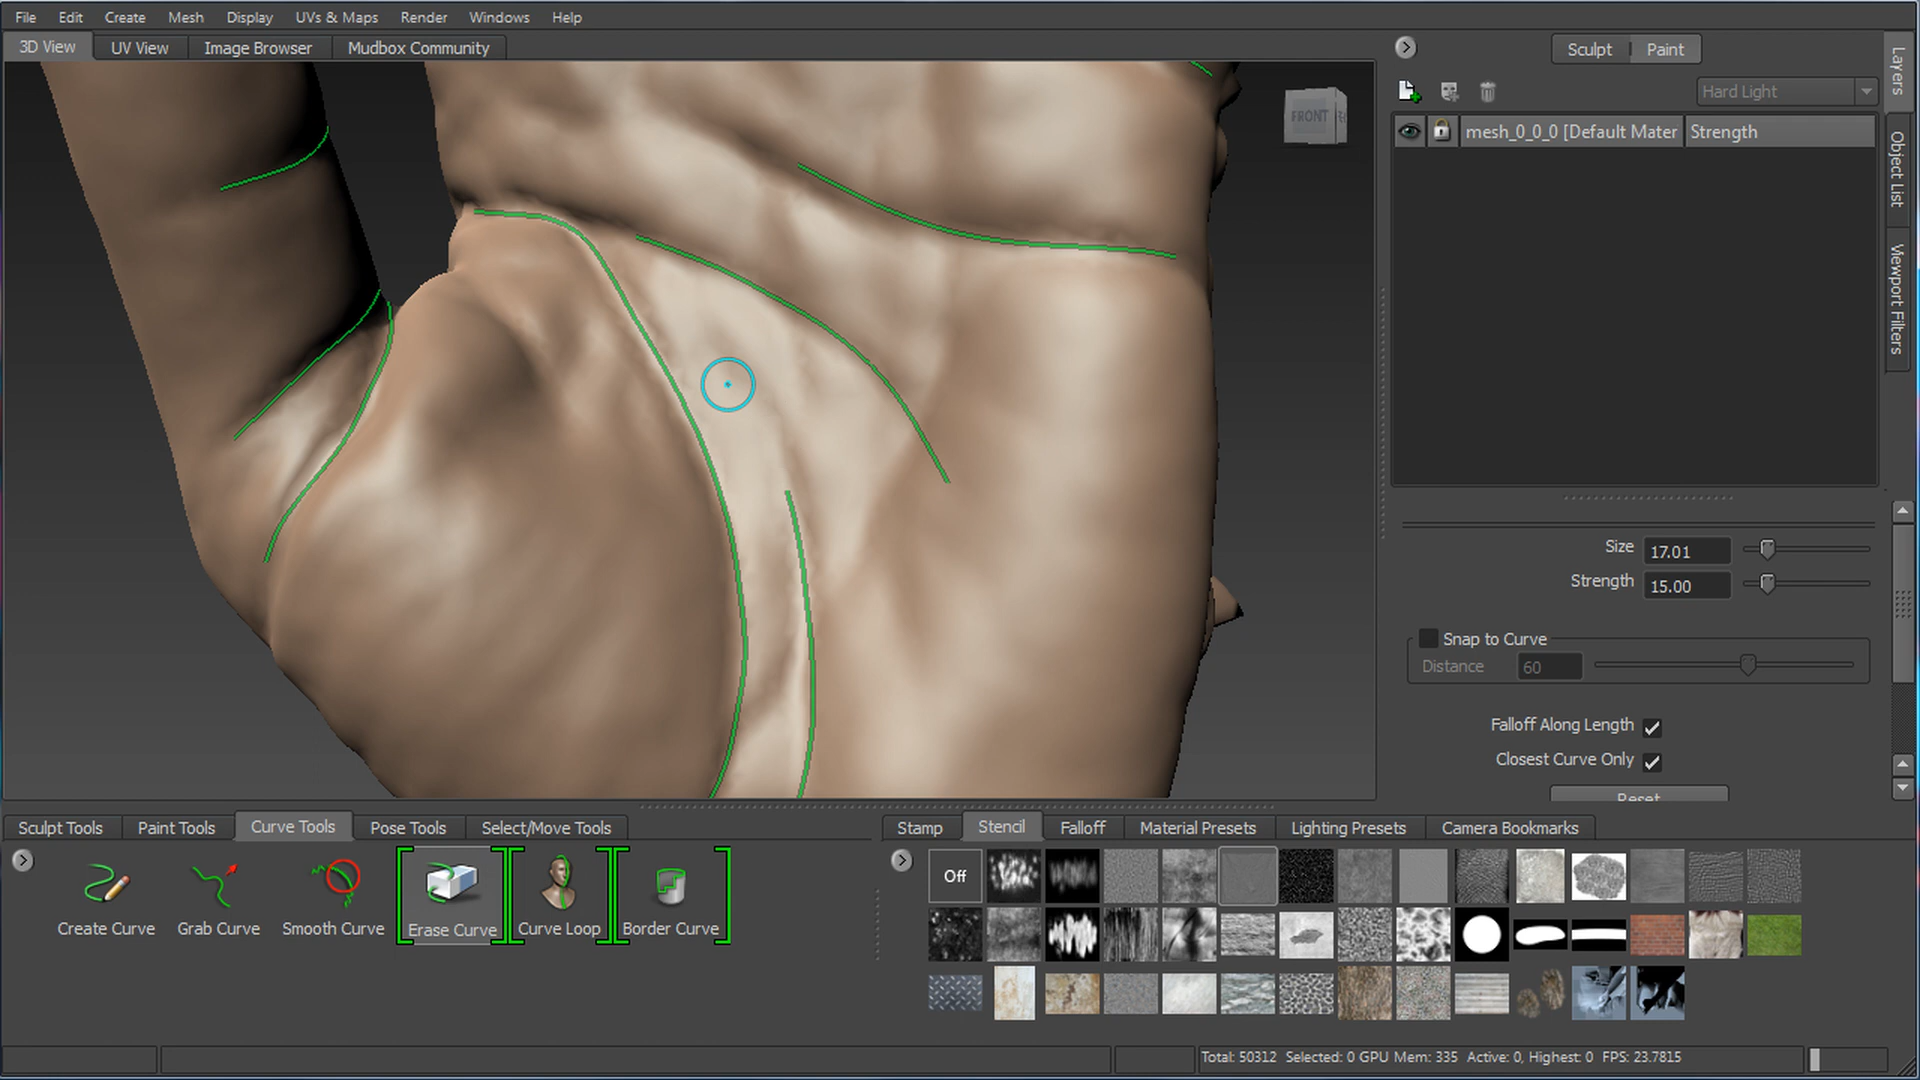 File Edit Create Mesh Display UVs & Maps Render Windows Help
3D View UV View Image Browser Mudbox Community
Sculpt Paint
Hard Light
mesh_0_0_0 [Default Mater Strength
FRONT
Layers
Object List
Viewport Filters
Size 17.01
Strength 15.00
Snap to Curve
Distance 60
Falloff Along Length
Closest Curve Only
Reset
Sculpt Tools Paint Tools Curve Tools Pose Tools Select/Move Tools
Create Curve Grab Curve Smooth Curve Erase Curve Curve Loop Border Curve
Stamp Stencil Falloff Material Presets Lighting Presets Camera Bookmarks
Off
Total: 50312 Selected: 0 GPU Mem: 335 Active: 0, Highest: 0 FPS: 23.7815